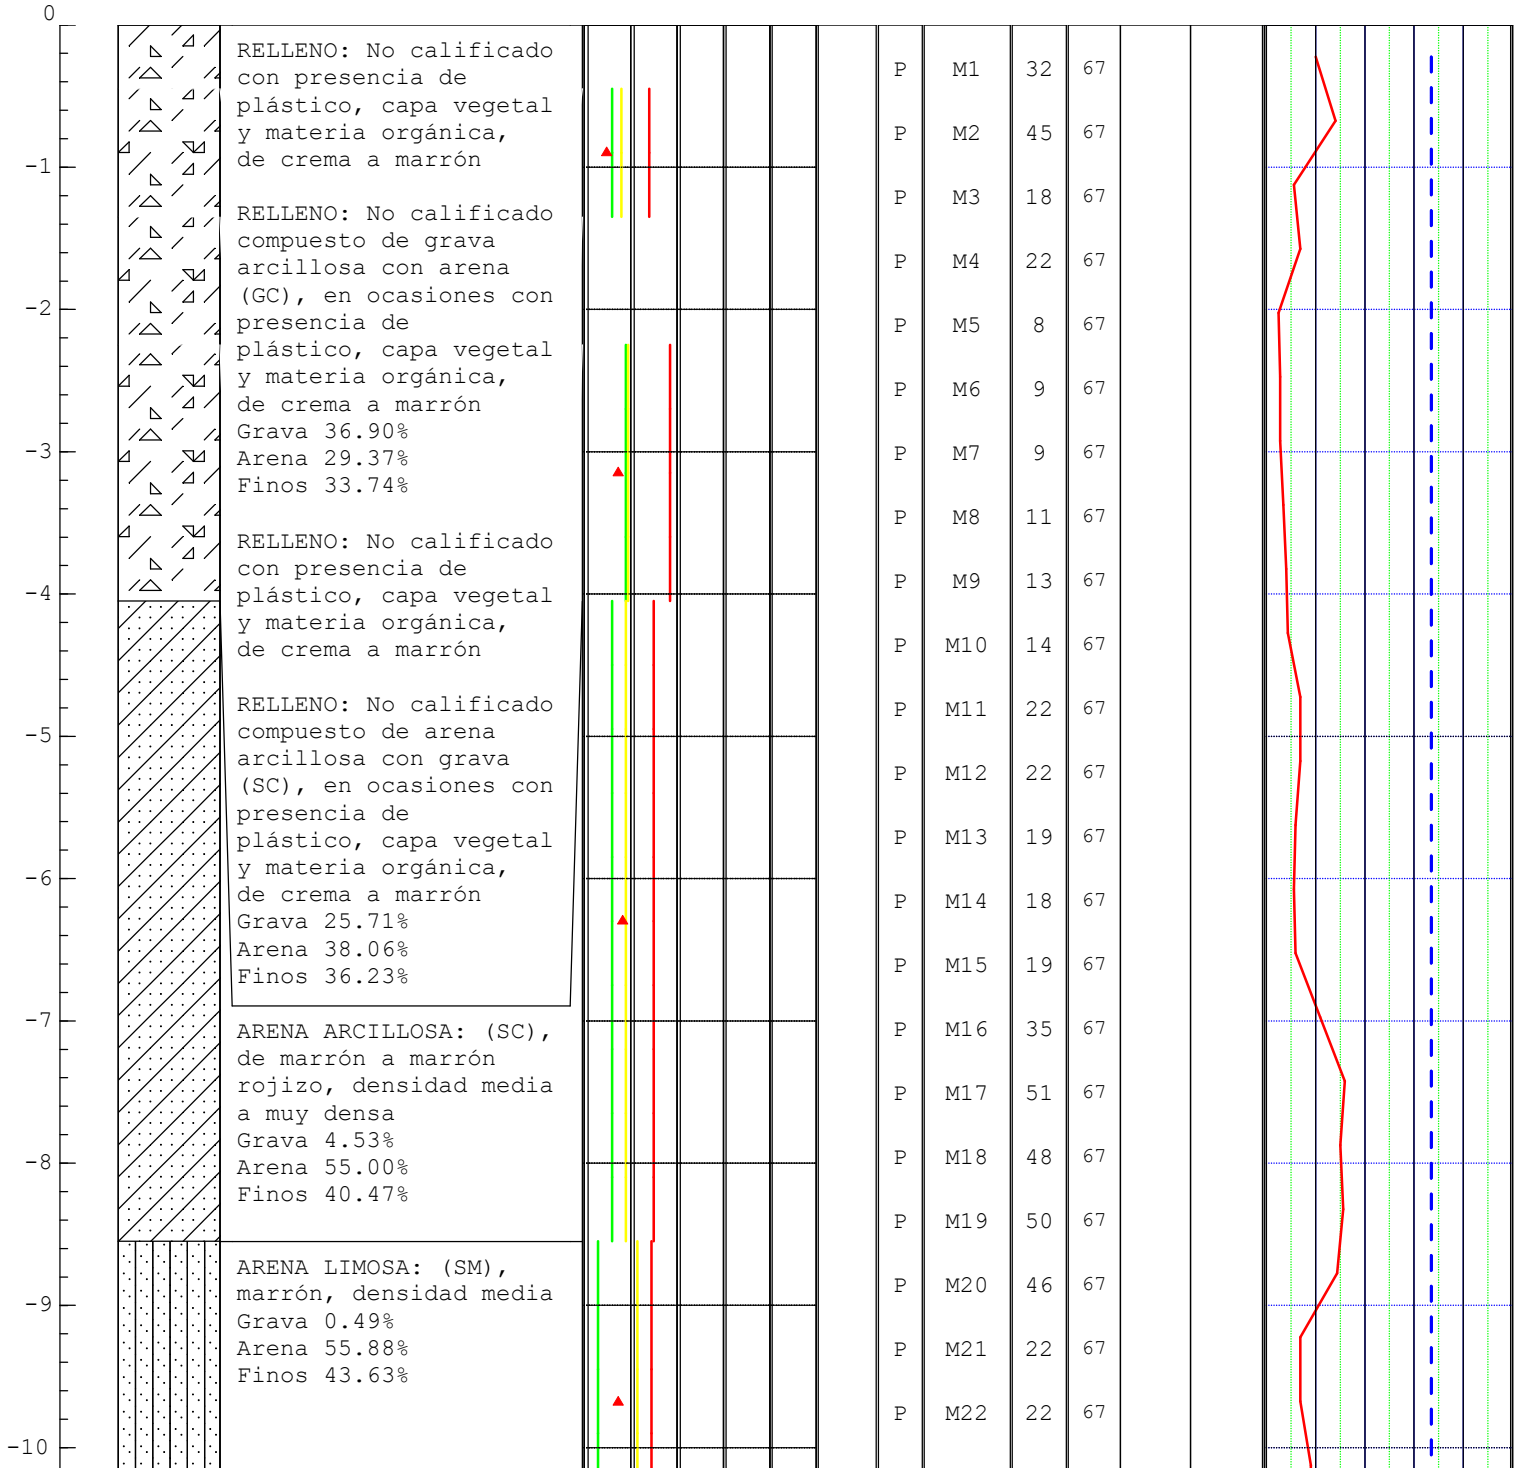 0
RELLENO: No calificado
con presencia de
plástico, capa vegetal
y materia orgánica,
de crema a marrón
RELLENO: No calificado
compuesto de grava
arcillosa con arena
(GC), en ocasiones con
presencia de
plástico, capa vegetal
y materia orgánica,
de crema a marrón
Grava 36.90%
Arena 29.37%
Finos 33.74%
RELLENO: No calificado
con presencia de
plástico, capa vegetal
y materia orgánica,
de crema a marrón
RELLENO: No calificado
compuesto de arena
arcillosa con grava
(SC), en ocasiones con
presencia de
plástico, capa vegetal
y materia orgánica,
de crema a marrón
Grava 25.71%
Arena 38.06%
Finos 36.23%
ARENA ARCILLOSA: (SC),
de marrón a marrón
rojizo, densidad media
a muy densa
Grava 4.53%
Arena 55.00%
Finos 40.47%
ARENA LIMOSA: (SM),
marrón, densidad media
Grava 0.49%
Arena 55.88%
Finos 43.63%
-1
-2
-3
-4
-5
-6
-7
-8
-9
-10
P M1 32 67
P M2 45 67
P M3 18 67
P M4 22 67
P M5 8 67
P M6 9 67
P M7 9 67
P M8 11 67
P M9 13 67
P M10 14 67
P M11 22 67
P M12 22 67
P M13 19 67
P M14 18 67
P M15 19 67
P M16 35 67
P M17 51 67
P M18 48 67
P M19 50 67
P M20 46 67
P M21 22 67
P M22 22 67